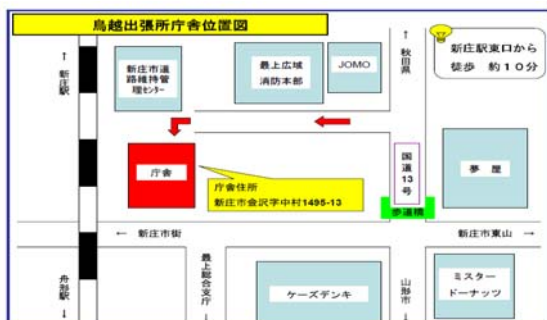 鳥越出張所庁舎位置図
↑
新庄駅
新庄市道
路維持管
理センター
最上広域
消防本部
JOMO
↑
秋田県
新庄駅東口から
徒歩 約10分
庁舎
庁舎住所
新庄市金沢字中村1495-13
国道13号
歩道橋
夢屋
← 新庄市街
新庄市東山 →
舟形駅
↓
最上総合支庁
↓
ケーズデンキ
山形市
↓
ミスター
ドーナッツ